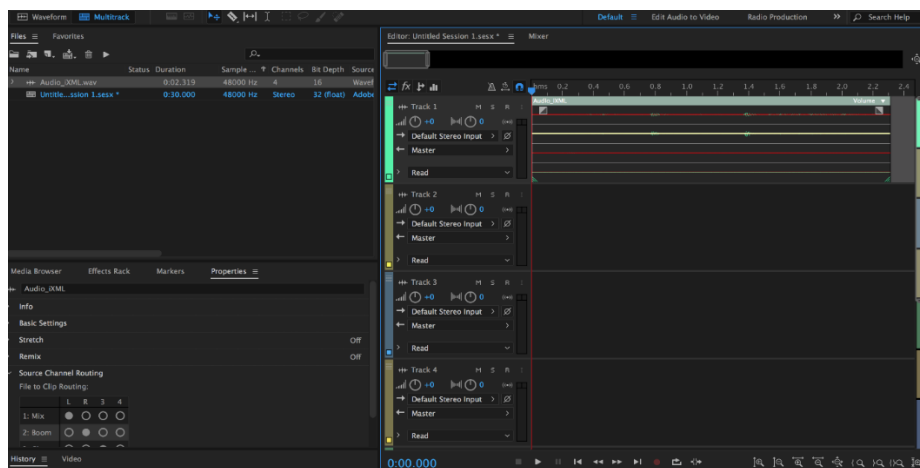 Waveform Multitrack Default Edit Audio to Video Radio Production Search Help
Files Favorites
Name Status Duration Sample ... Channels Bit Depth Source
Audio_iXML.wav 0:02.319 48000 Hz 4 16 Wavef
Untitle...ssion 1.sesx * 0:30.000 48000 Hz Stereo 32 (float) Adobe
Media Browser Effects Rack Markers Properties
Audio_iXML
Info
Basic Settings
Stretch Off
Remix Off
Source Channel Routing
File to Clip Routing:
L R 3 4
1: Mix
2: Boom
History Video
Editor: Untitled Session 1.sesx * Mixer
fx
hms 0.2 0.4 0.6 0.8 1.0 1.2 1.4 1.6 1.8 2.0 2.2 2.4
Audio_iXML Volume
Track 1 M S R I
+0 0
Default Stereo Input
Master
Read
Track 2 M S R I
+0 0
Default Stereo Input
Master
Read
Track 3 M S R I
+0 0
Default Stereo Input
Master
Read
Track 4 M S R I
+0 0
Default Stereo Input
Master
Read
0:00.000